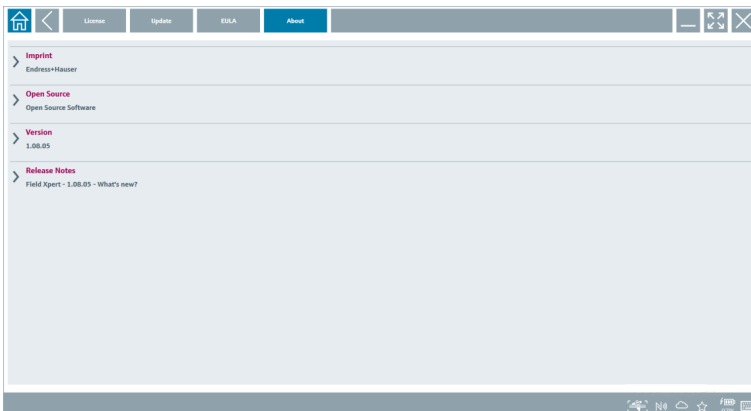 License Update EULA About
Imprint
Endress+Hauser
Open Source
Open Source Software
Version
1.08.05
Release Notes
Field Xpert - 1.08.05 - What's new?